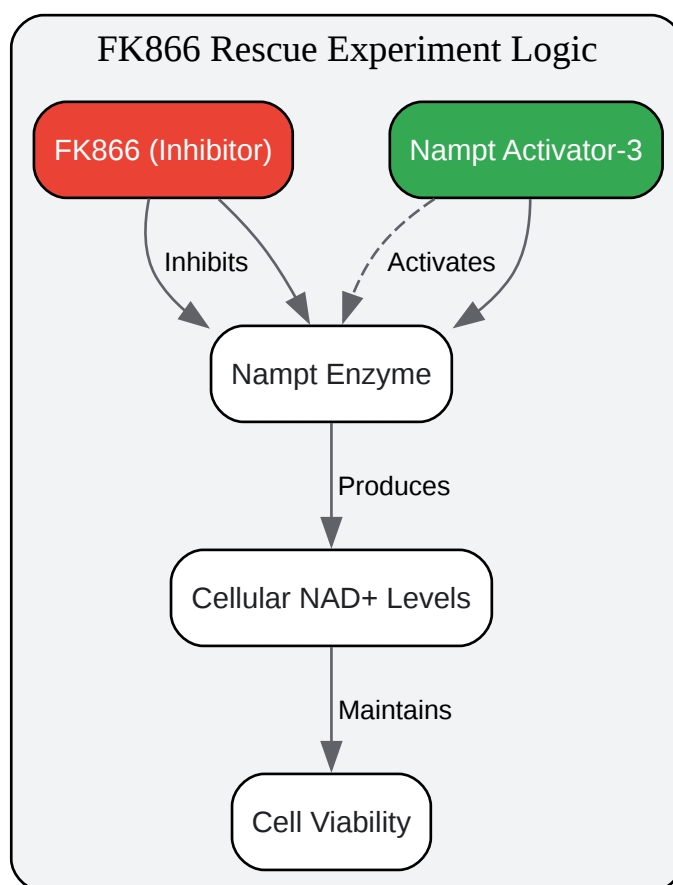 FK866 Rescue Experiment Logic
FK866 (Inhibitor)
Nampt Activator-3
Inhibits
Activates
Nampt Enzyme
Produces
Cellular NAD+ Levels
Maintains
Cell Viability